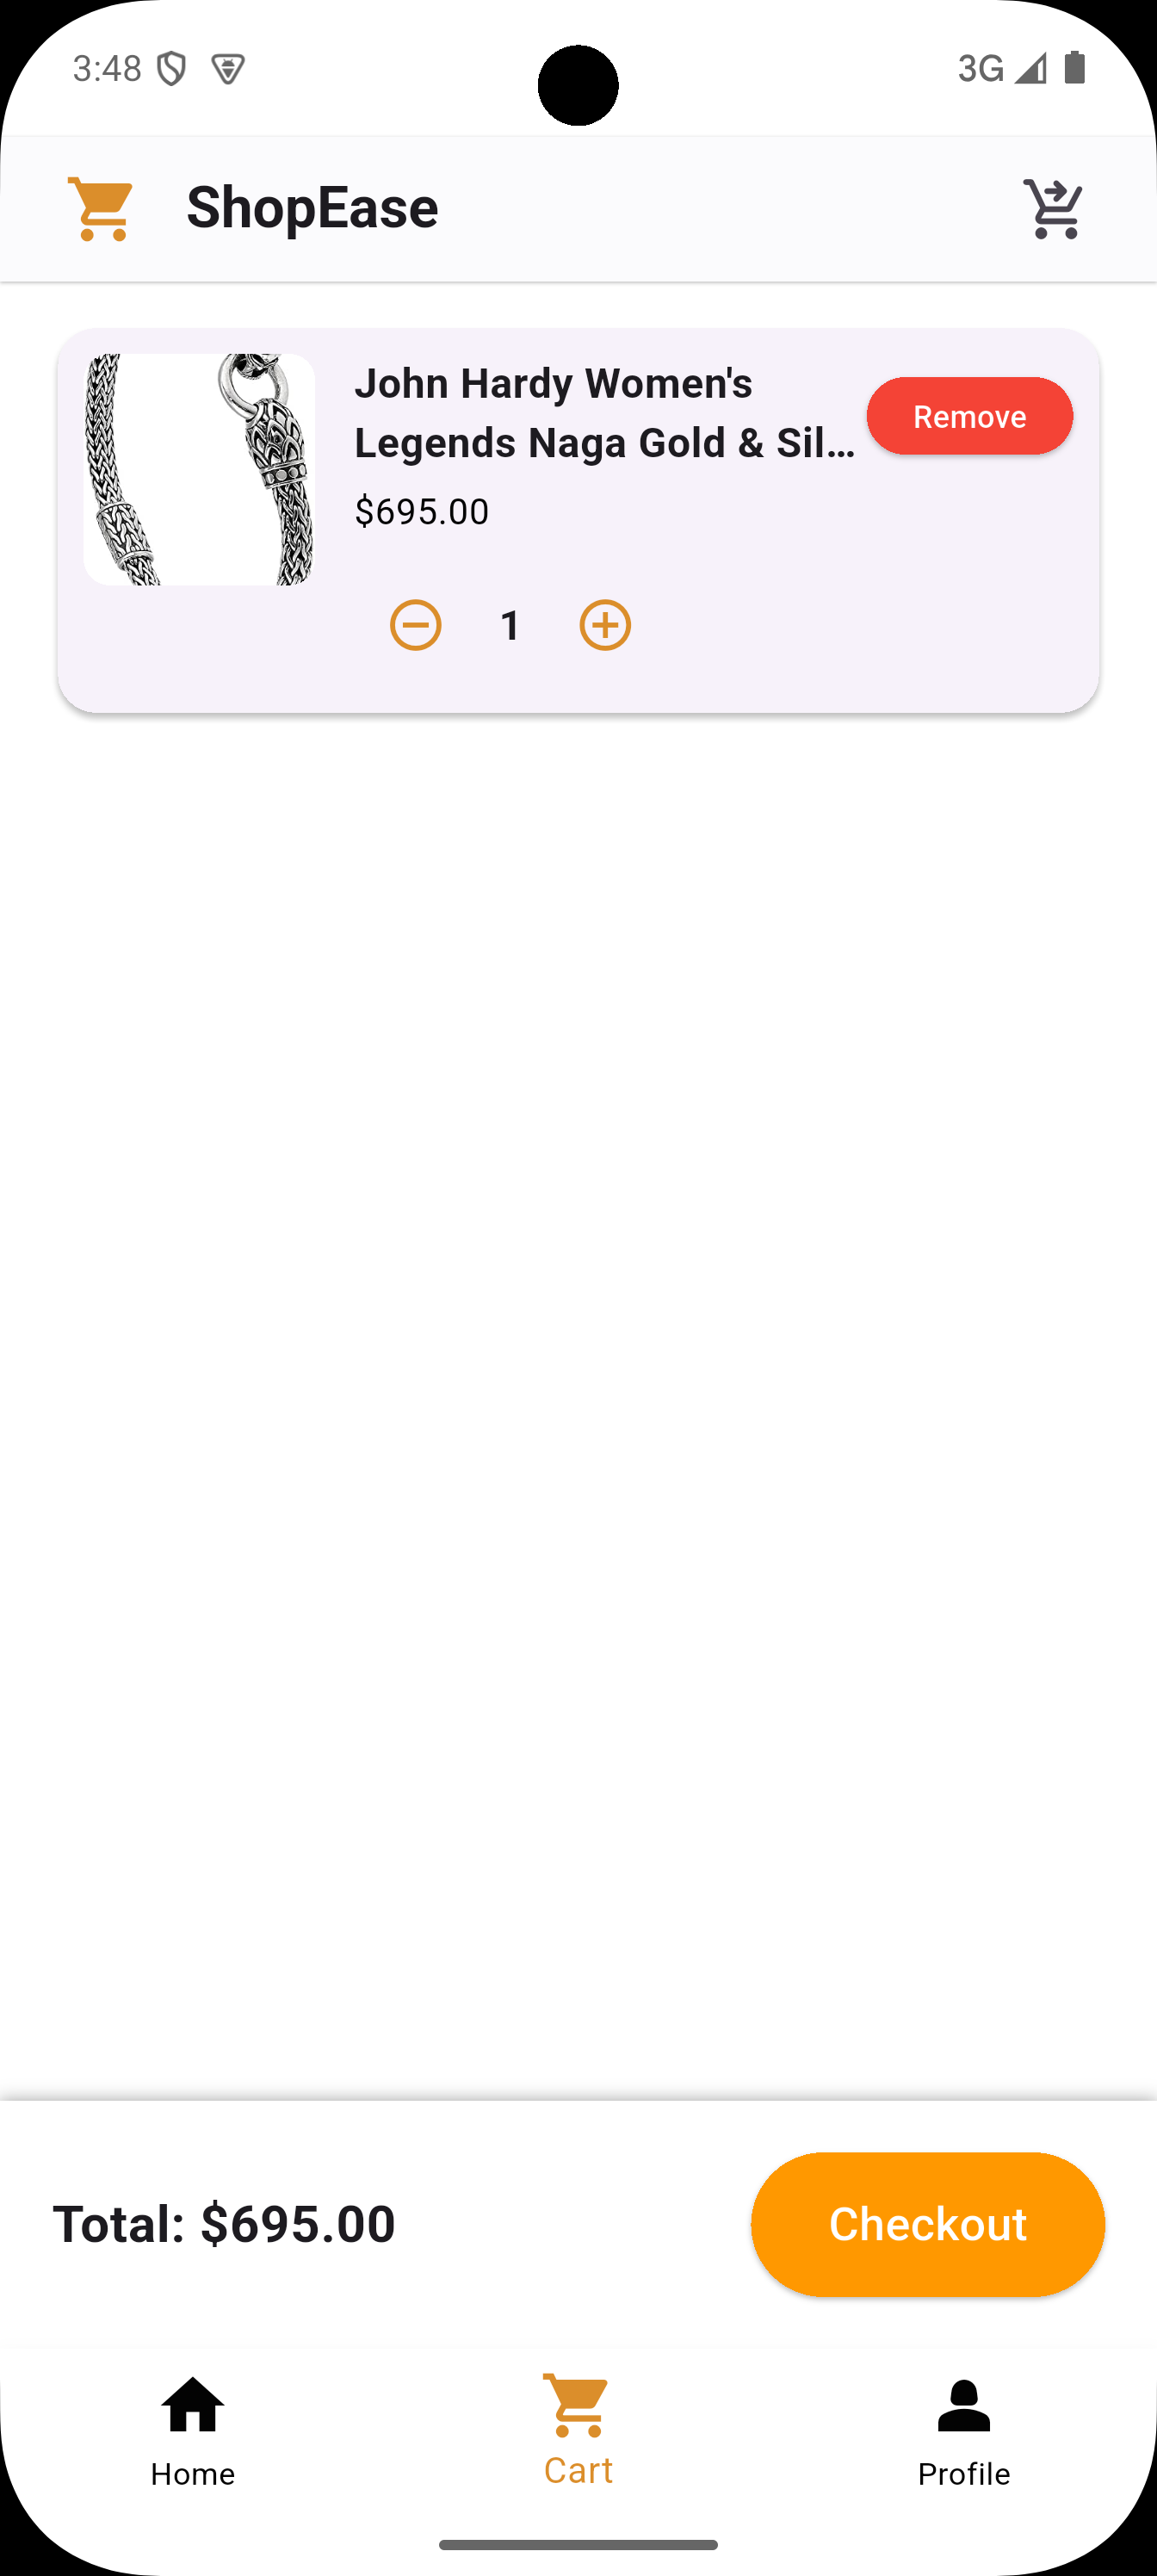 3:48
3G
ShopEase
John Hardy Women's
Legends Naga Gold & Sil...
Remove
$695.00
1
Total: $695.00
Checkout
Home
Cart
Profile